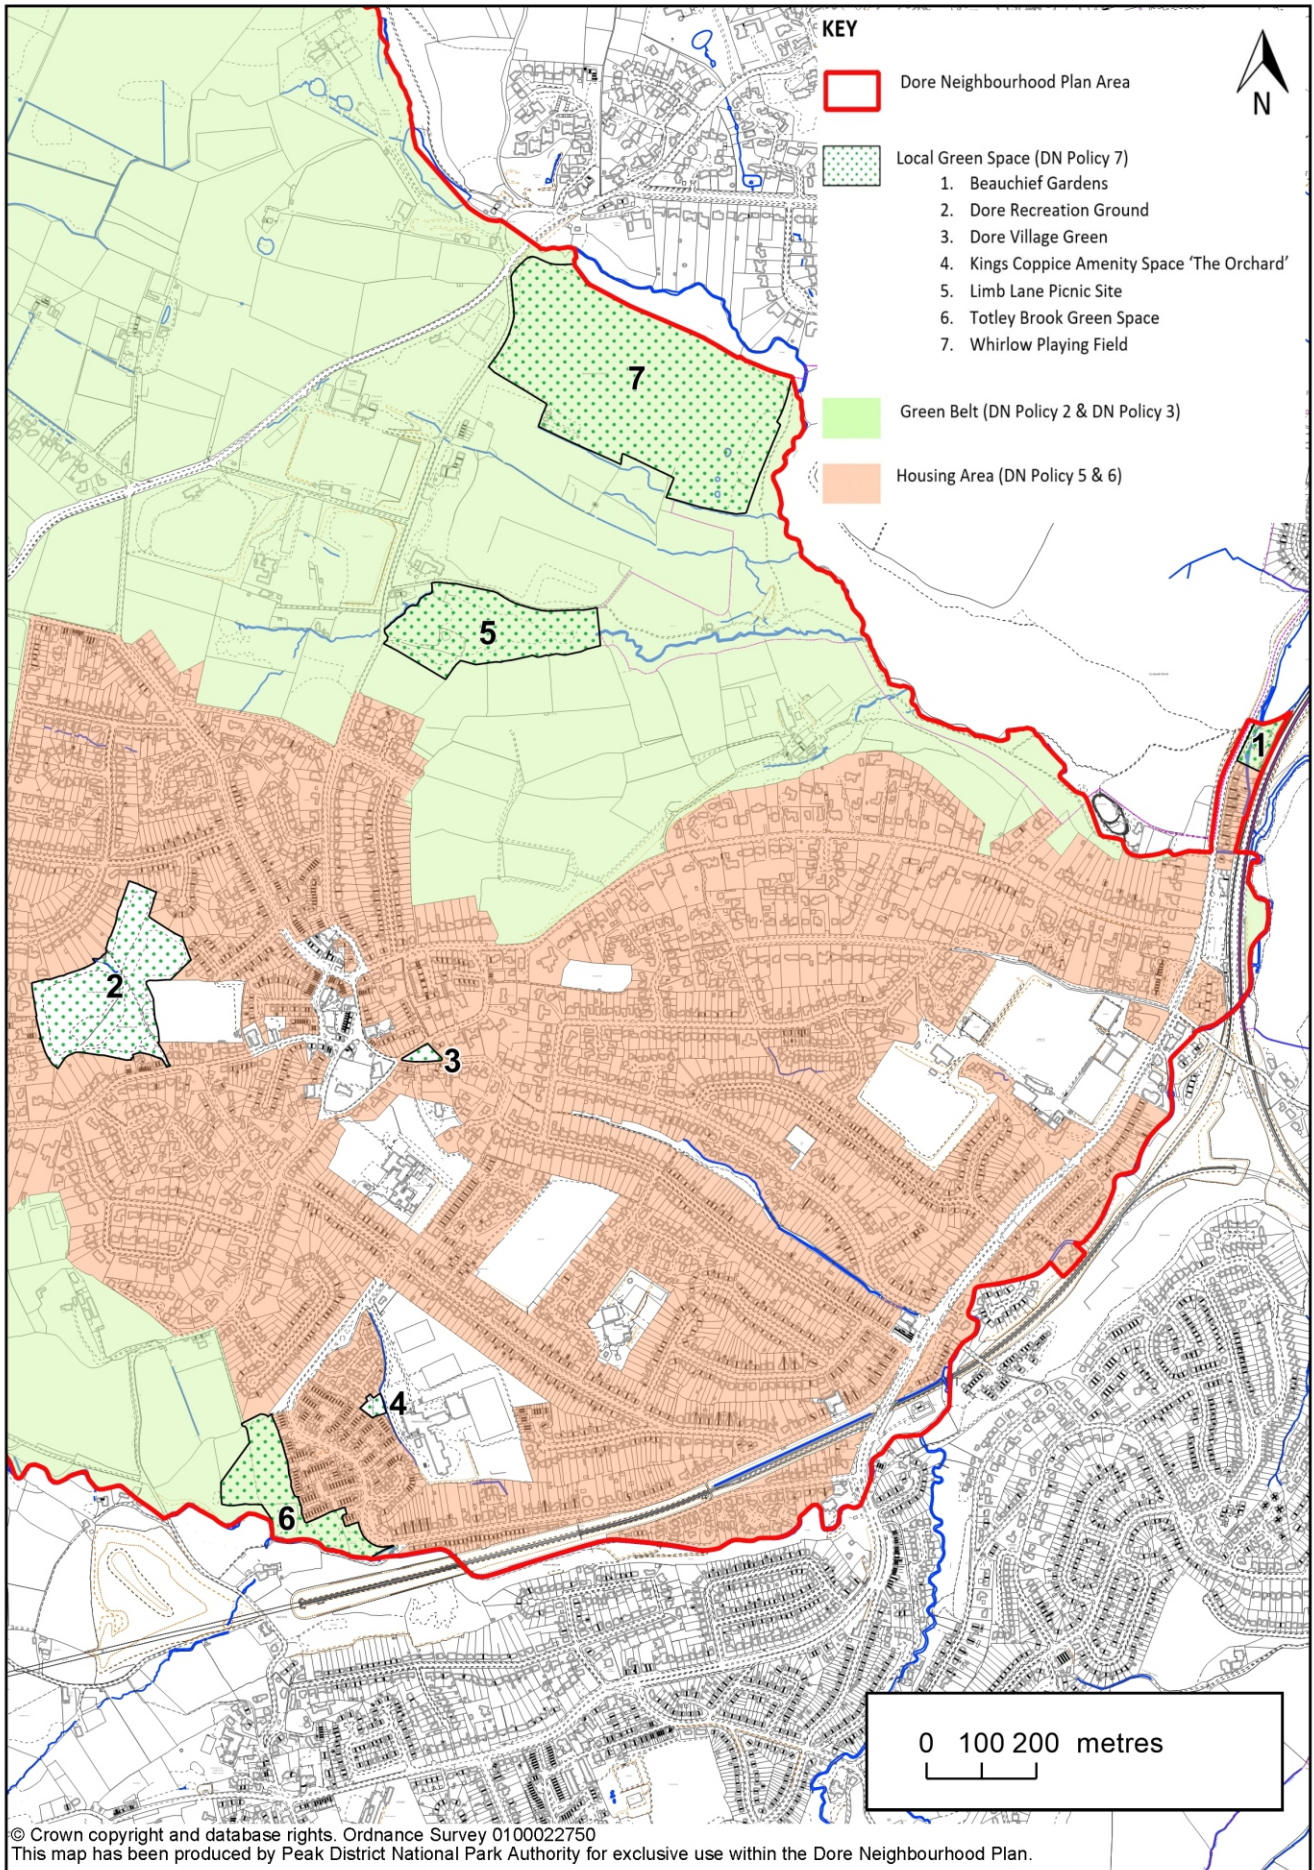 KEY
N
Dore Neighbourhood Plan Area
Local Green Space (DN Policy 7)
1. Beauchief Gardens
2. Dore Recreation Ground
3. Dore Village Green
4. Kings Coppice Amenity Space ‘The Orchard’
5. Limb Lane Picnic Site
6. Totley Brook Green Space
7. Whirlow Playing Field
Green Belt (DN Policy 2 & DN Policy 3)
Housing Area (DN Policy 5 & 6)
7
5
1
2
3
4
6
0 100 200 metres
© Crown copyright and database rights. Ordnance Survey 0100022750
This map has been produced by Peak District National Park Authority for exclusive use within the Dore Neighbourhood Plan.